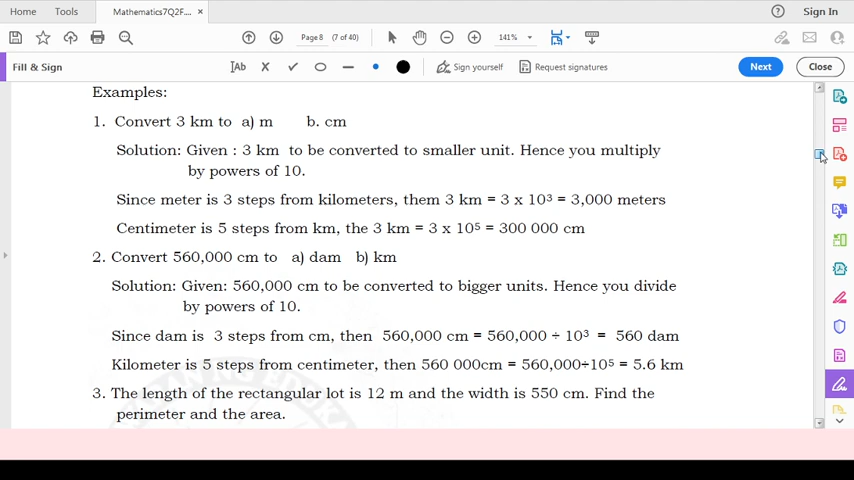 Home Tools Mathematics7Q2F... × Sign In
Page 8 (7 of 40) 141%
Fill & Sign Ab Sign yourself Request signatures Next Close
Examples:
1. Convert 3 km to a) m b. cm
Solution: Given : 3 km to be converted to smaller unit. Hence you multiply
by powers of 10.
Since meter is 3 steps from kilometers, them 3 km = 3 x 10³ = 3,000 meters
Centimeter is 5 steps from km, the 3 km = 3 x 10⁵ = 300 000 cm
2. Convert 560,000 cm to a) dam b) km
Solution: Given: 560,000 cm to be converted to bigger units. Hence you divide
by powers of 10.
Since dam is 3 steps from cm, then 560,000 cm = 560,000 ÷ 10³ = 560 dam
Kilometer is 5 steps from centimeter, then 560 000cm = 560,000÷10⁵ = 5.6 km
3. The length of the rectangular lot is 12 m and the width is 550 cm. Find the
perimeter and the area.